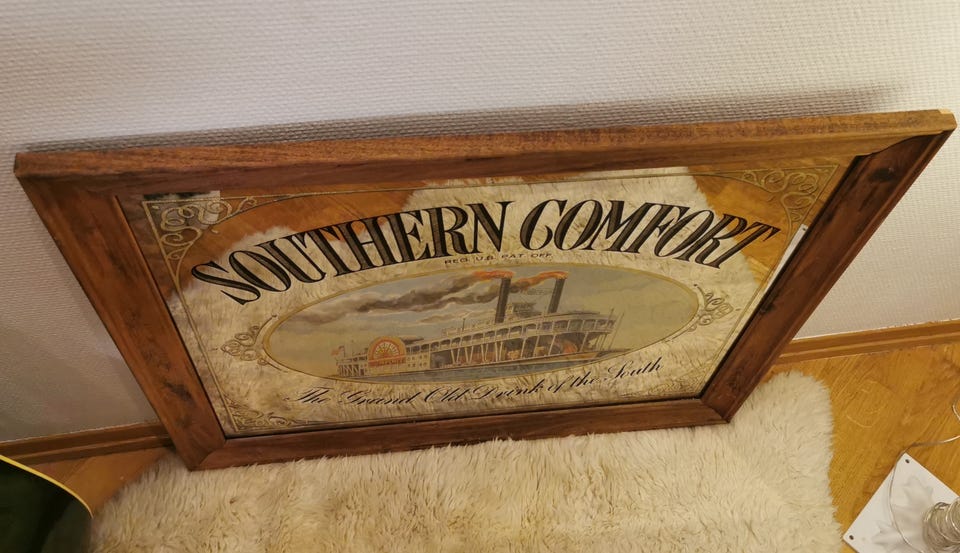 SOUTHERN COMFORT
REG. U.S. PAT. OFF.
The Grand Old Drink of the South